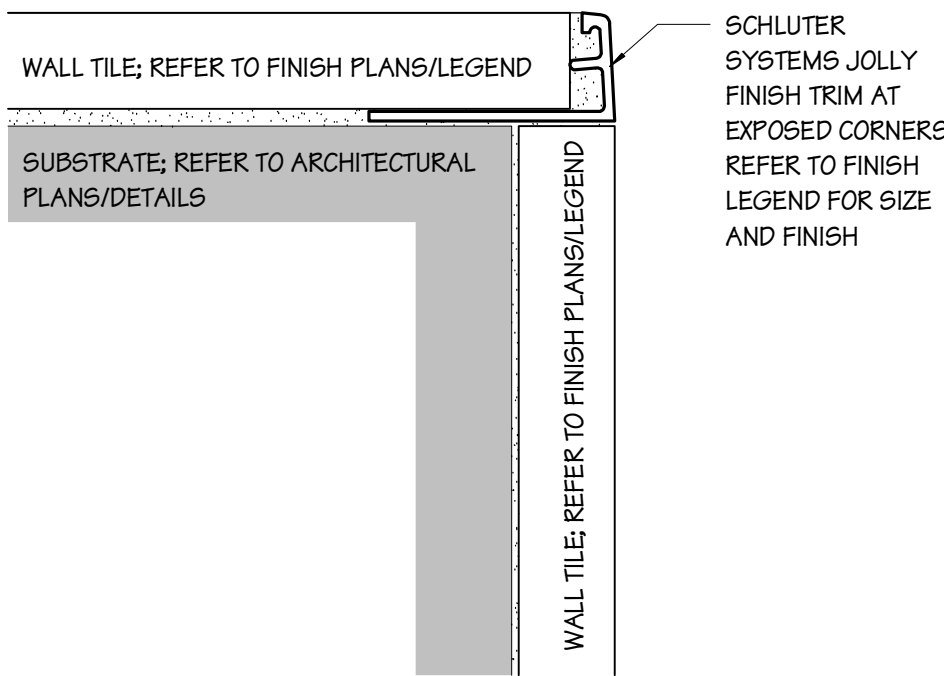 WALL TILE; REFER TO FINISH PLANS/LEGEND
SCHLUTER
SYSTEMS JOLLY
FINISH TRIM AT
EXPOSED CORNERS
REFER TO FINISH
LEGEND FOR SIZE
AND FINISH
SUBSTRATE; REFER TO ARCHITECTURAL
PLANS/DETAILS
WALL TILE; REFER TO FINISH PLANS/LEGEND